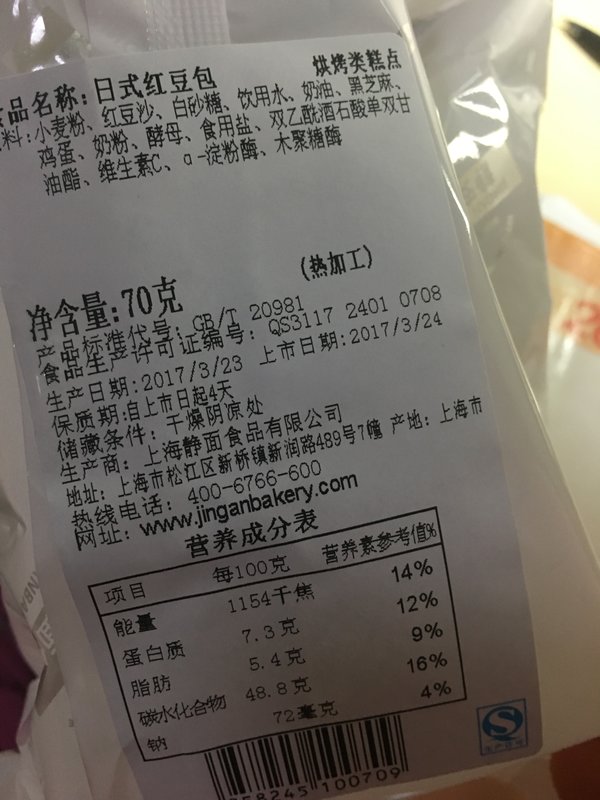 品名称:日式红豆包 烘烤类糕点
料:小麦粉、红豆沙、白砂糖、饮用水、奶油、黑芝麻、
鸡蛋、奶粉、酵母、食用盐、双乙酰酒石酸单双甘
油酯、维生素C、α-淀粉酶、木聚糖酶
(热加工)
净含量:70克
产品标准代号: GB/T 20981
食品生产许可证编号: QS3117 2401 0708
生产日期:2017/3/23 上市日期:2017/3/24
保质期:自上市日起4天
储藏条件: 干燥阴凉处
生产商: 上海静面食品有限公司
地址: 上海市松江区新桥镇新润路489号7幢 产地: 上海市
热线电话: 400-6766-600
网址: www.jinganbakery.com
营养成分表
项目 每100克 营养素参考值%
能量 1154千焦 14%
蛋白质 7.3克 12%
脂肪 5.4克 9%
碳水化合物 48.8克 16%
钠 72毫克 4%
58245 100709